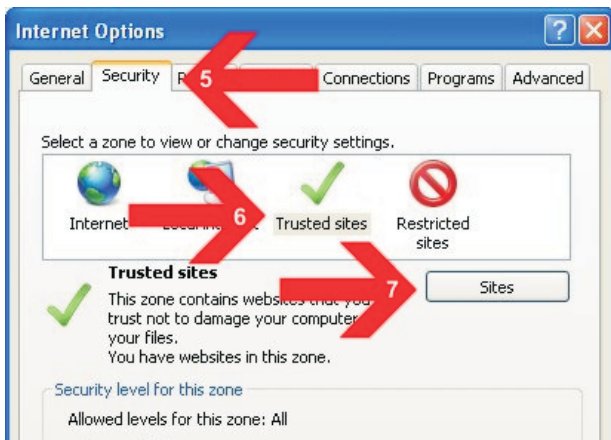 Internet Options
General Security Connections Programs Advanced
5
Select a zone to view or change security settings.
6
Internet Trusted sites Restricted
sites
7
Trusted sites
Sites
This zone contains websites that you
trust not to damage your computer
your files.
You have websites in this zone.
Security level for this zone
Allowed levels for this zone: All